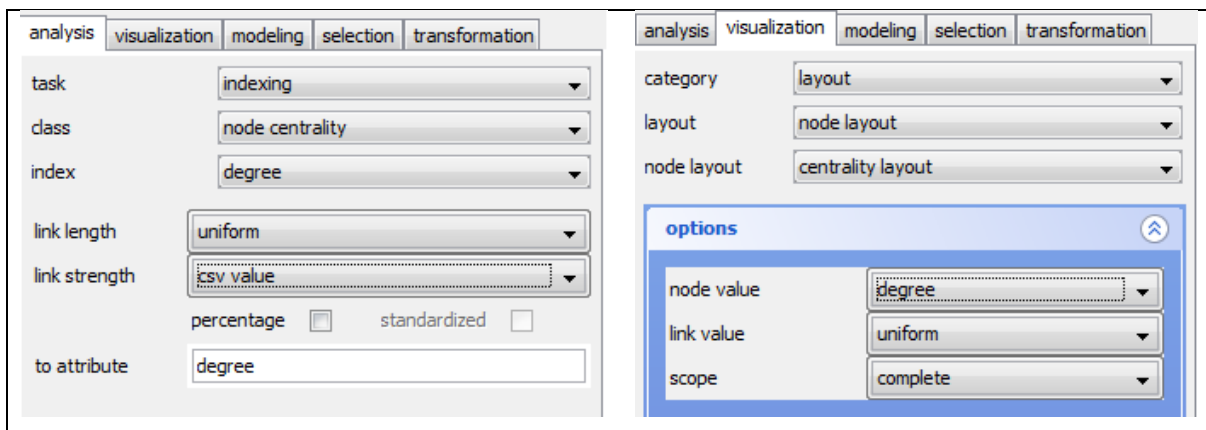 analysis visualization modeling selection transformation
task indexing
class node centrality
index degree
link length uniform
link strength csv value
percentage standardized
to attribute degree
analysis visualization modeling selection transformation
category layout
layout node layout
node layout centrality layout
options
node value degree
link value uniform
scope complete